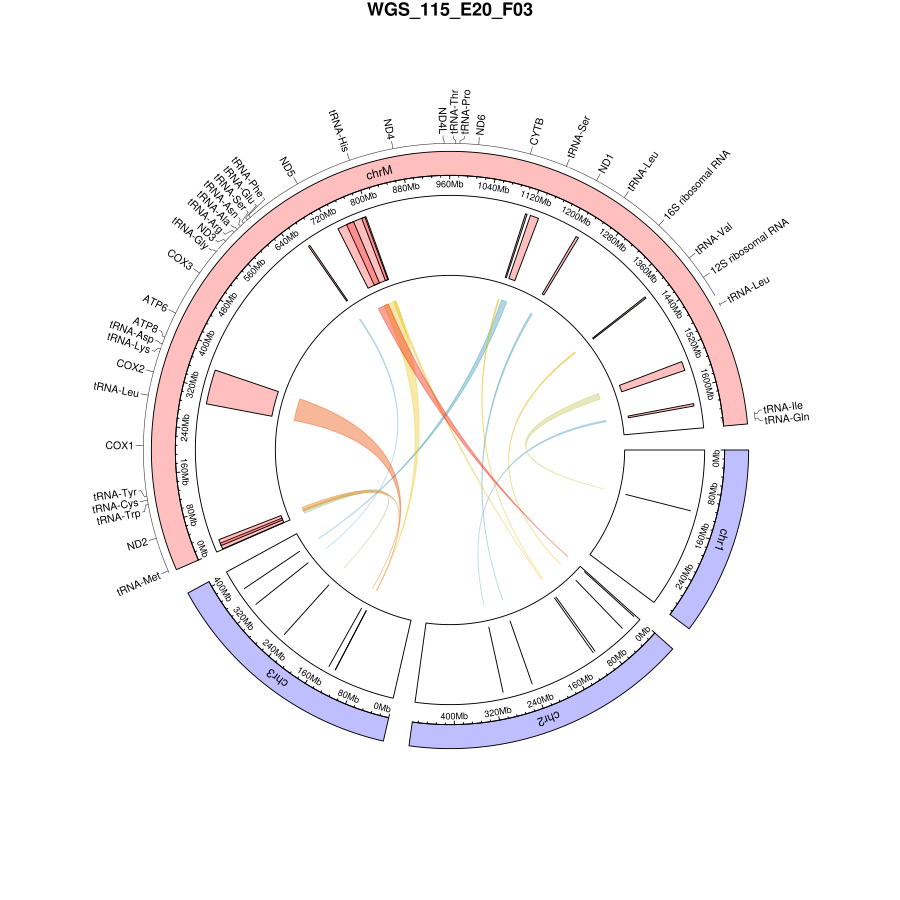 WGS_115_E20_F03
tRNA-Met
ND2
tRNA-Trp
tRNA-Cys
tRNA-Tyr
COX1
tRNA-Leu
COX2
tRNA-Lys
tRNA-Asp
ATP8
ATP6
COX3
tRNA-Gly
ND3
tRNA-Arg
tRNA-Ala
tRNA-Asn
tRNA-Ser
tRNA-Glu
tRNA-Phe
ND5
tRNA-His
ND4
ND4L
tRNA-Thr
tRNA-Pro
ND6
CYTB
tRNA-Ser
ND1
tRNA-Leu
16S ribosomal RNA
tRNA-Val
12S ribosomal RNA
tRNA-Leu
tRNA-Ile
tRNA-Gln
chrM
0Mb
80Mb
160Mb
240Mb
320Mb
400Mb
480Mb
560Mb
640Mb
720Mb
800Mb
880Mb
960Mb
1040Mb
1120Mb
1200Mb
1280Mb
1360Mb
1440Mb
1520Mb
1600Mb
chr1
0Mb
80Mb
160Mb
240Mb
chr2
0Mb
80Mb
160Mb
240Mb
320Mb
400Mb
chr3
0Mb
80Mb
160Mb
240Mb
320Mb
400Mb